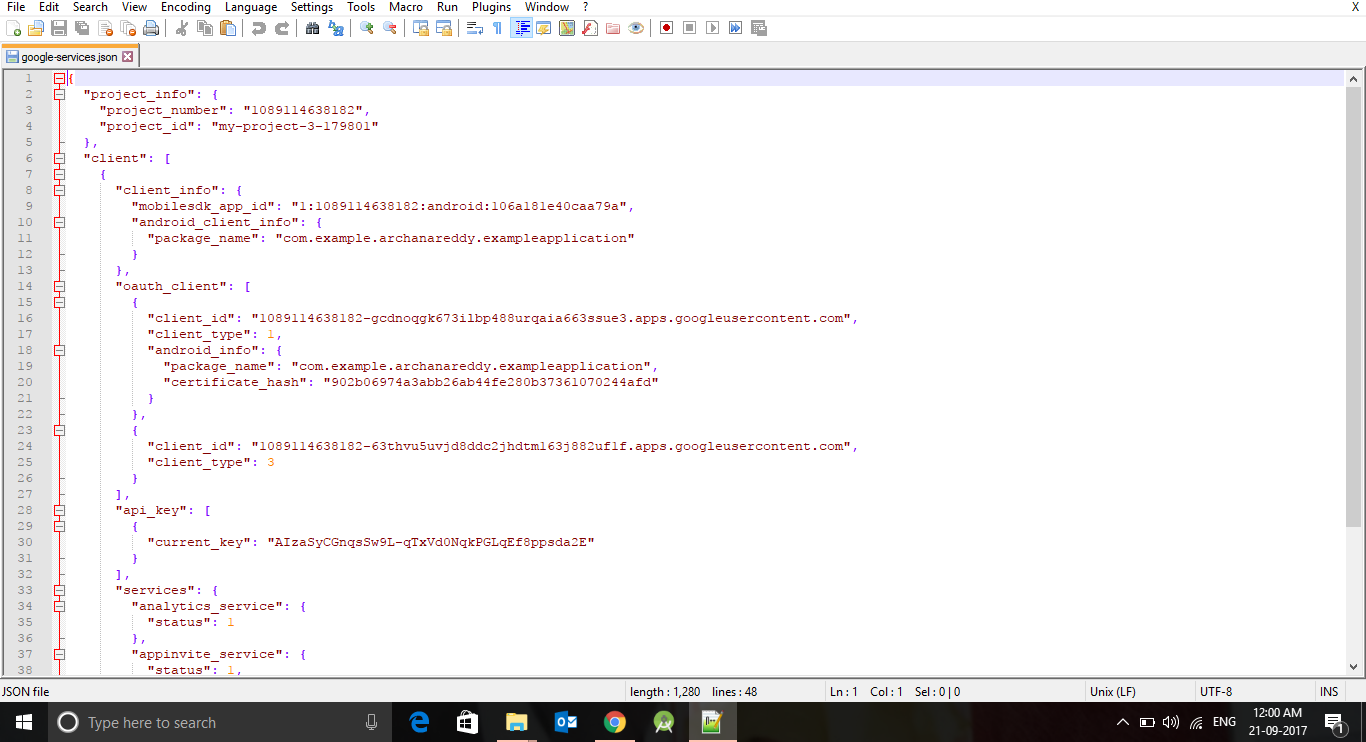 File Edit Search View Encoding Language Settings Tools Macro Run Plugins Window ? X
google-services.json
1 {
2 "project_info": {
3 "project_number": "1089114638182",
4 "project_id": "my-project-3-179801"
5 },
6 "client": [
7 {
8 "client_info": {
9 "mobilesdk_app_id": "1:1089114638182:android:106a181e40caa79a",
10 "android_client_info": {
11 "package_name": "com.example.archanareddy.exampleapplication"
12 }
13 },
14 "oauth_client": [
15 {
16 "client_id": "1089114638182-gcdnoqgk673ilbp488urqaia663ssue3.apps.googleusercontent.com",
17 "client_type": 1,
18 "android_info": {
19 "package_name": "com.example.archanareddy.exampleapplication",
20 "certificate_hash": "902b06974a3abb26ab44fe280b37361070244afd"
21 }
22 },
23 {
24 "client_id": "1089114638182-63thvu5uvjd8ddc2jhdtm163j882uf1f.apps.googleusercontent.com",
25 "client_type": 3
26 }
27 ],
28 "api_key": [
29 {
30 "current_key": "AIzaSyCGnqsSw9L-qTxVd0NqkPGLqEf8ppsda2E"
31 }
32 ],
33 "services": {
34 "analytics_service": {
35 "status": 1
36 },
37 "appinvite_service": {
38 "status": 1,
JSON file length : 1,280 lines : 48 Ln : 1 Col : 1 Sel : 0 | 0 Unix (LF) UTF-8 INS
Type here to search ENG 12:00 AM
21-09-2017 1